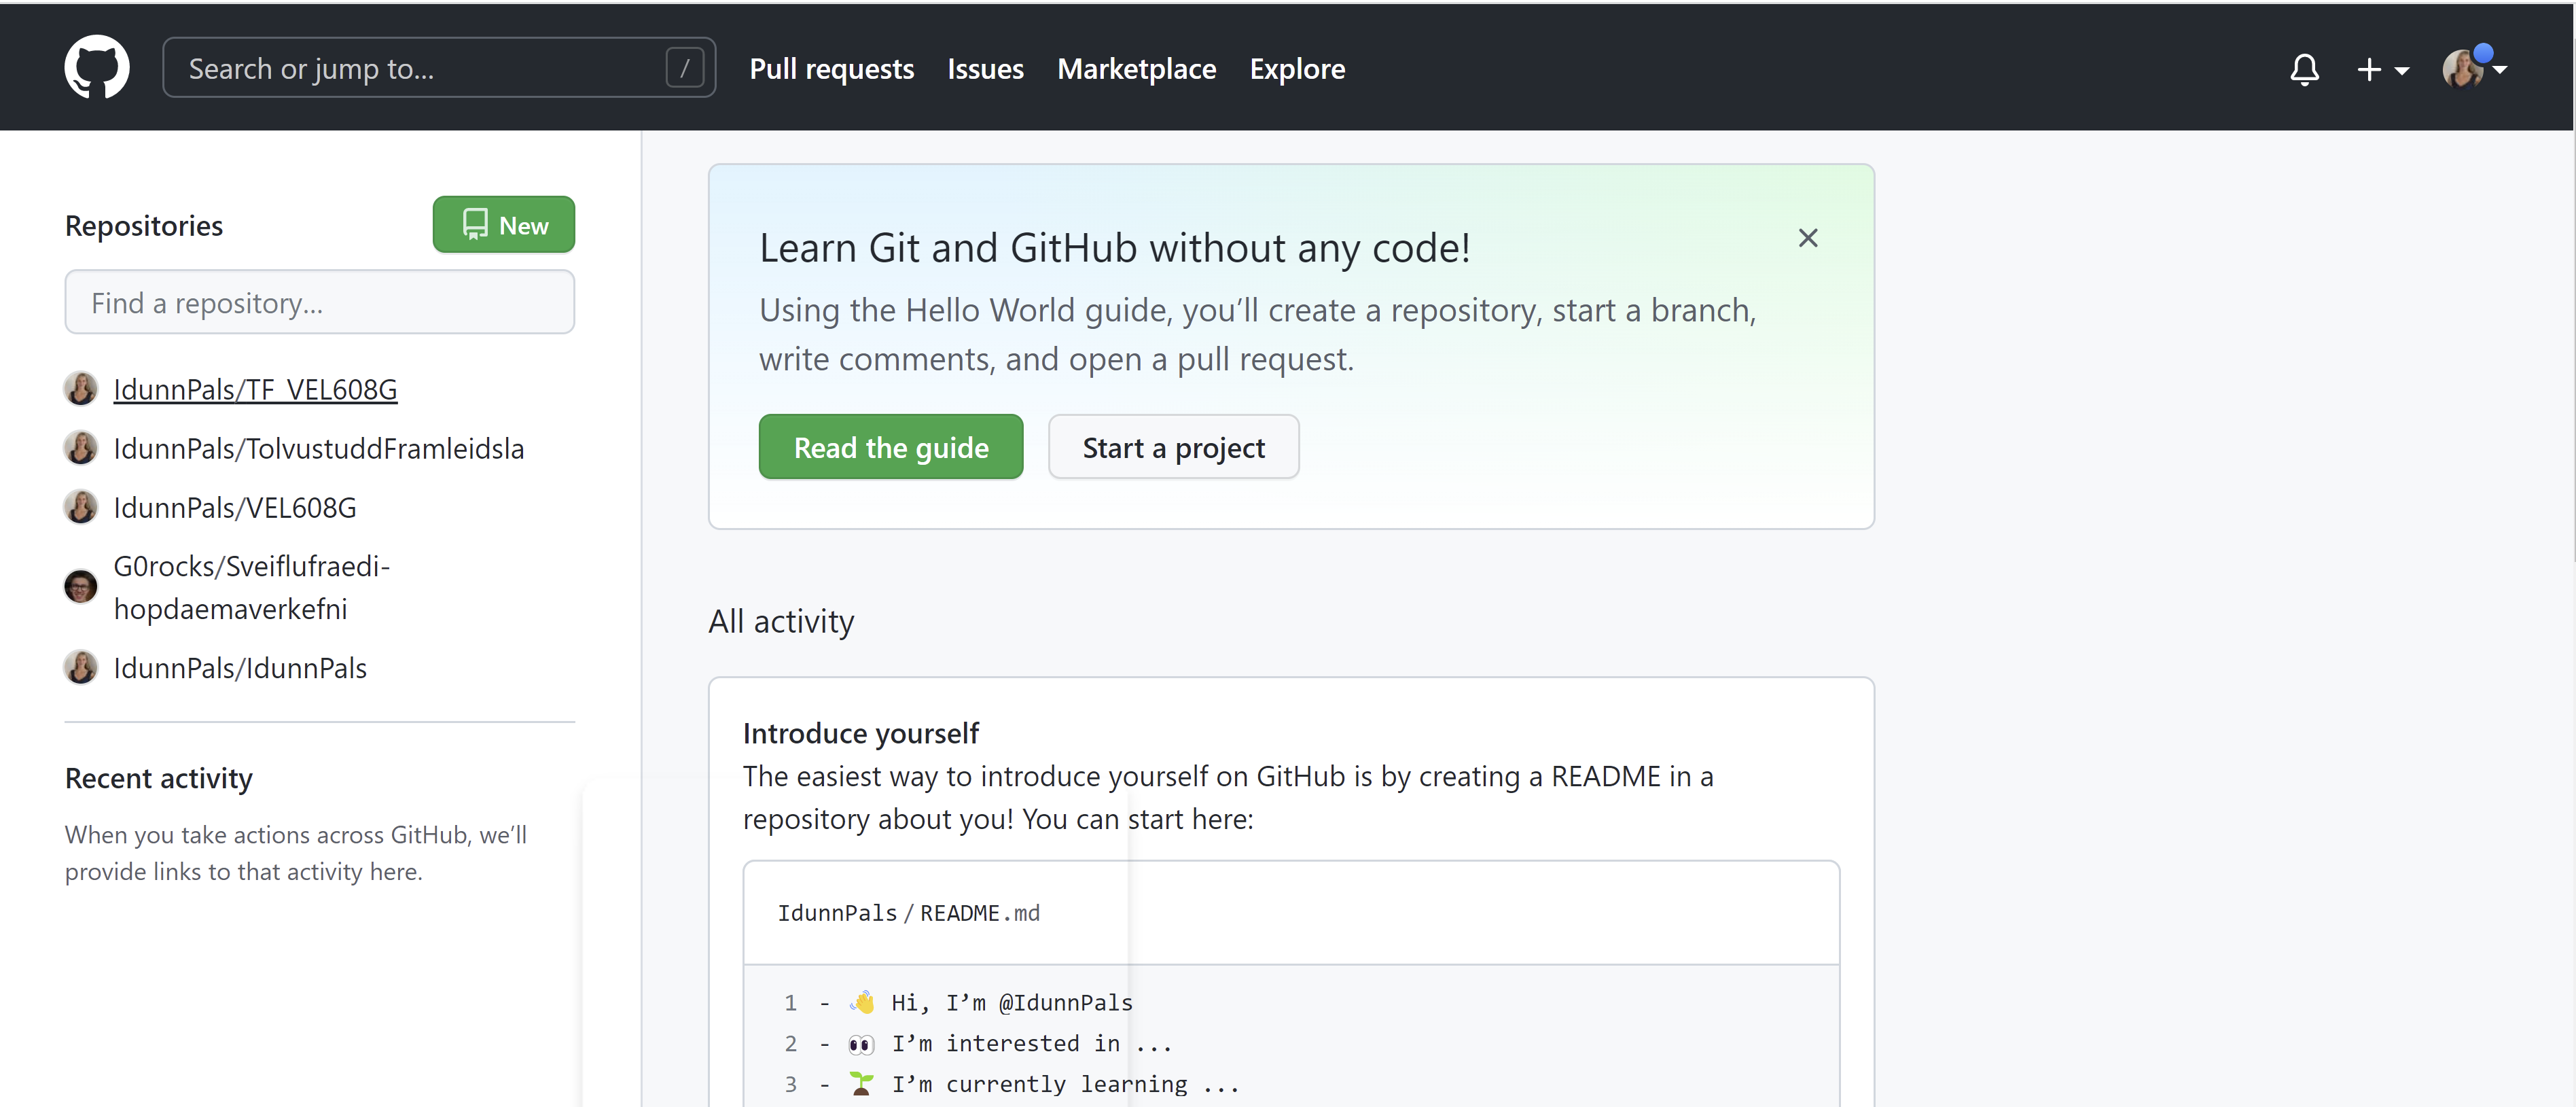 Search or jump to...
/
Pull requests
Issues
Marketplace
Explore
Repositories
New
Find a repository...
IdunnPals/TF_VEL608G
IdunnPals/TolvustuddFramleidsla
IdunnPals/VEL608G
G0rocks/Sveiflufraedi-
hopdaemaverkefni
IdunnPals/IdunnPals
Recent activity
When you take actions across GitHub, we’ll
provide links to that activity here.
Learn Git and GitHub without any code!
Using the Hello World guide, you’ll create a repository, start a branch,
write comments, and open a pull request.
Read the guide
Start a project
All activity
Introduce yourself
The easiest way to introduce yourself on GitHub is by creating a README in a
repository about you! You can start here:
IdunnPals / README.md
1 - 👋 Hi, I’m @IdunnPals
2 - 👀 I’m interested in ...
3 - 🌱 I’m currently learning ...